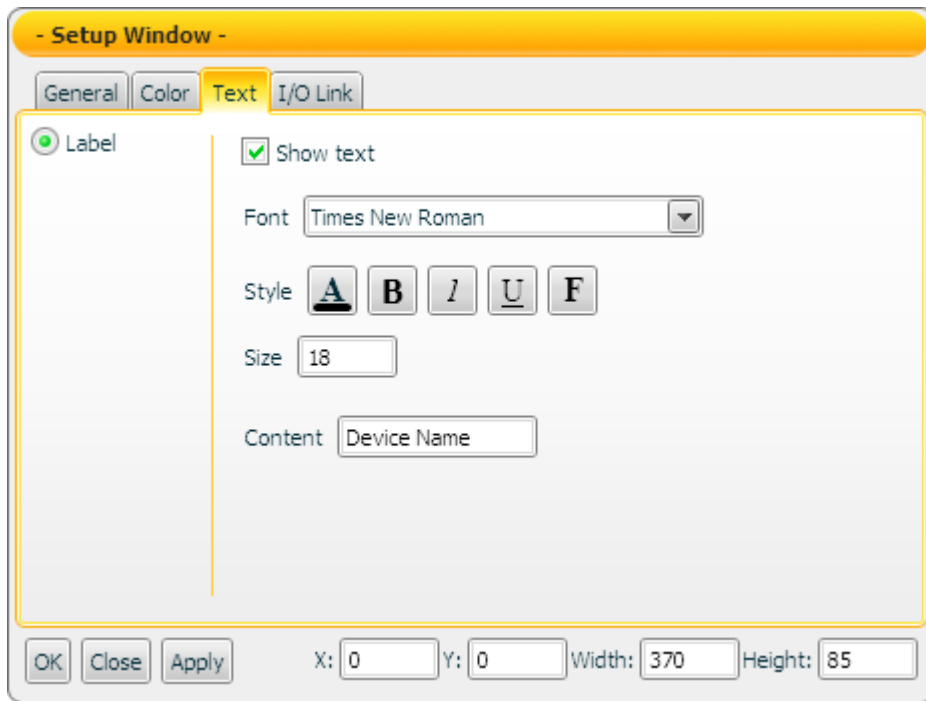 - Setup Window -
General Color Text I/O Link
Label
Show text
Font Times New Roman
Style A B I U F
Size 18
Content Device Name
OK Close Apply X: 0 Y: 0 Width: 370 Height: 85